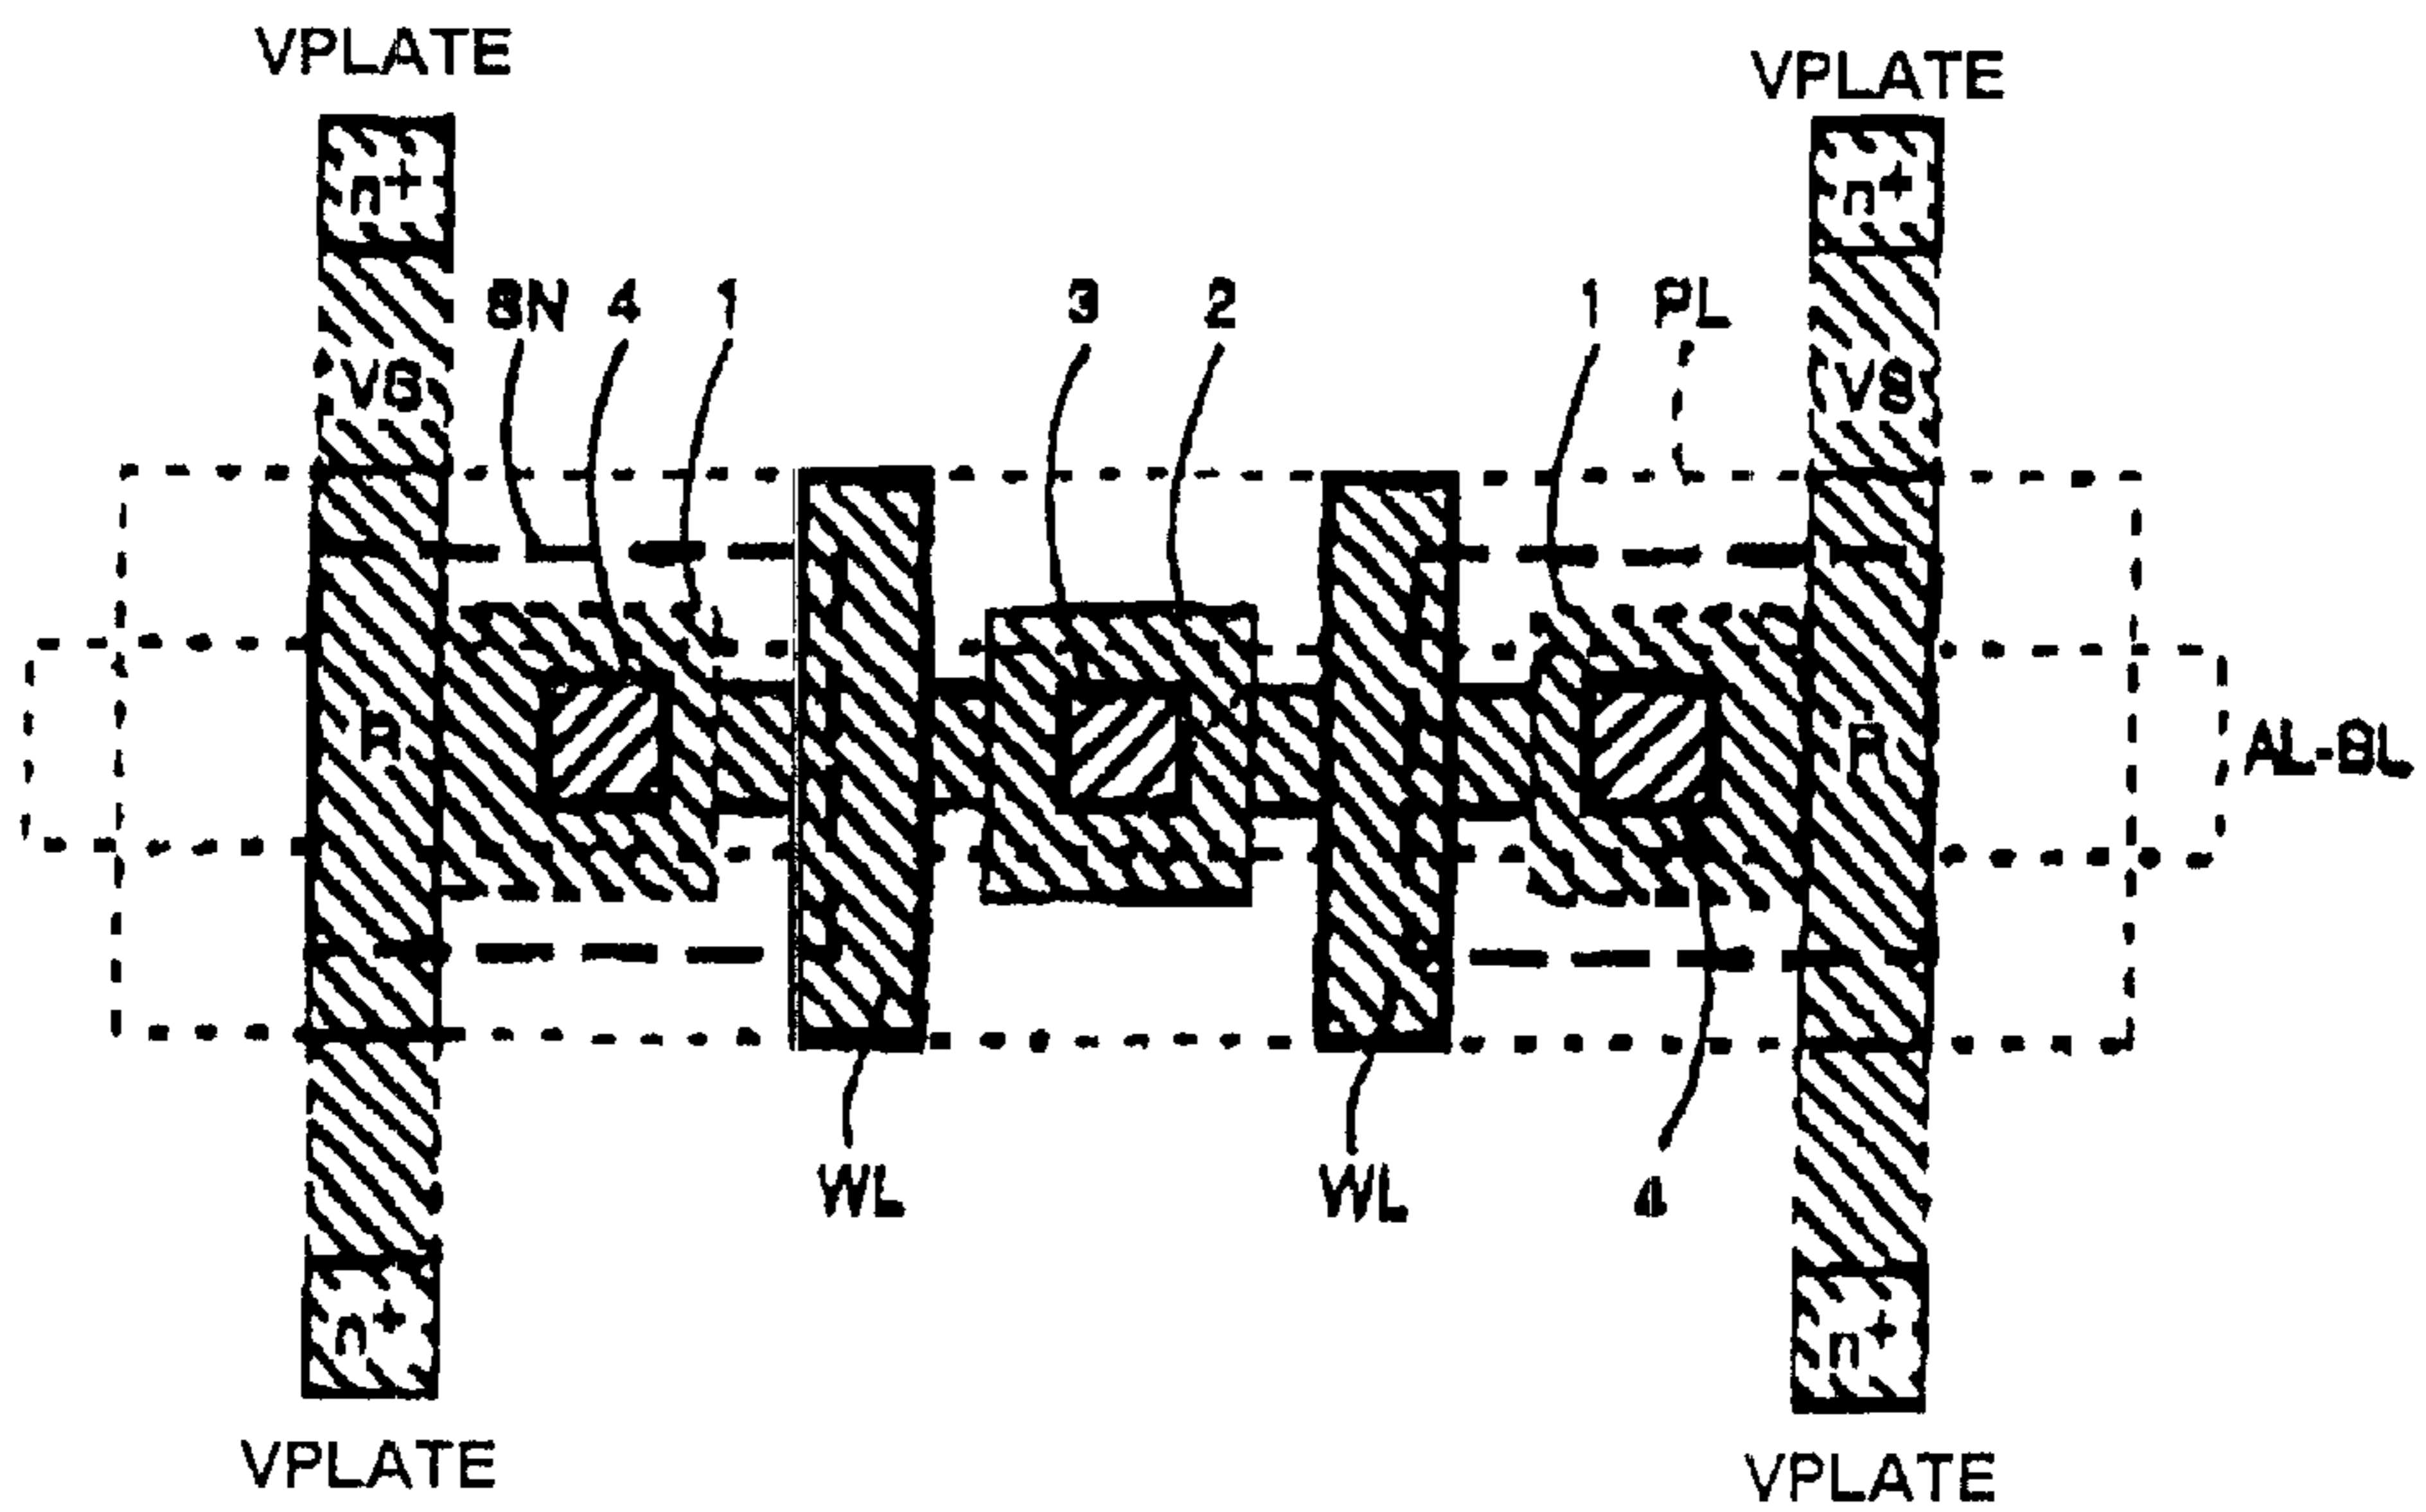 VPLATE VPLATE
n+ n+
SN 4 1 3 2 1 PL
VS VS
R R AL-BL
WL WL 4
n+ n+
VPLATE VPLATE